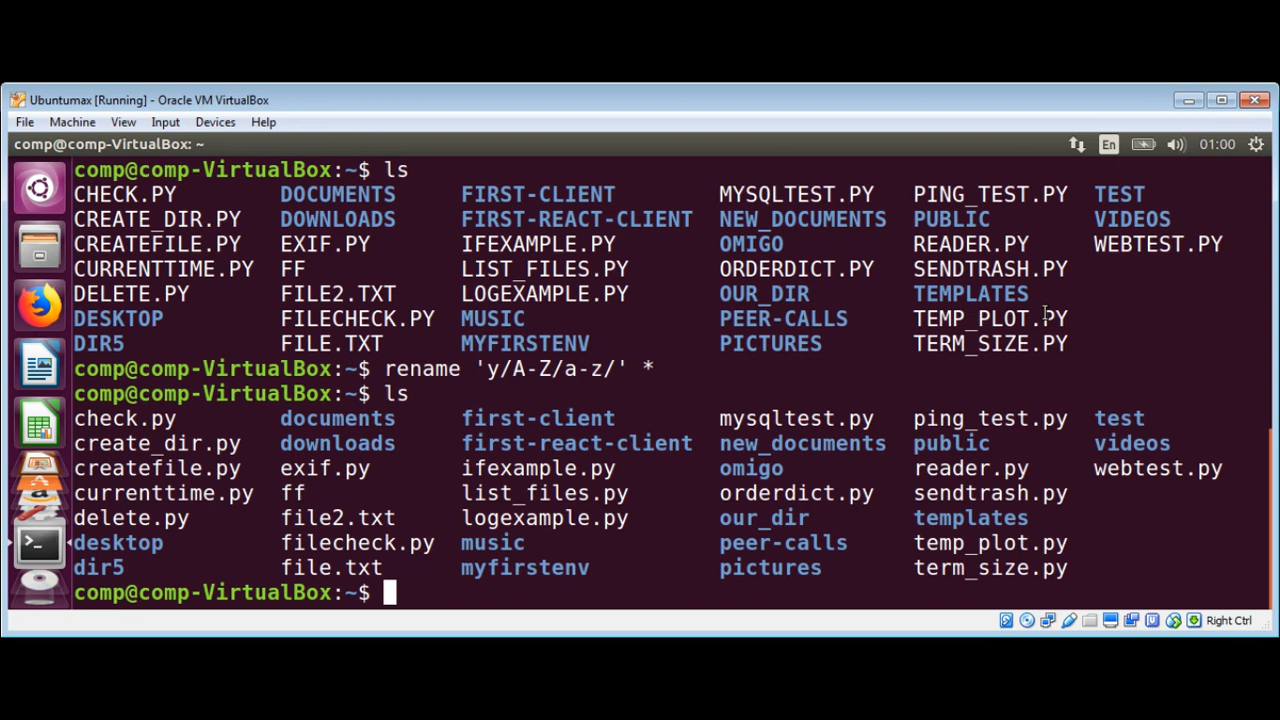 Ubuntumax [Running] - Oracle VM VirtualBox
File Machine View Input Devices Help
comp@comp-VirtualBox: ~ En 01:00
comp@comp-VirtualBox:~$ ls
CHECK.PY DOCUMENTS FIRST-CLIENT MYSQLTEST.PY PING_TEST.PY TEST
CREATE_DIR.PY DOWNLOADS FIRST-REACT-CLIENT NEW_DOCUMENTS PUBLIC VIDEOS
CREATEFILE.PY EXIF.PY IFEXAMPLE.PY OMIGO READER.PY WEBTEST.PY
CURRENTTIME.PY FF LIST_FILES.PY ORDERDICT.PY SENDTRASH.PY
DELETE.PY FILE2.TXT LOGEXAMPLE.PY OUR_DIR TEMPLATES
DESKTOP FILECHECK.PY MUSIC PEER-CALLS TEMP_PLOT.PY
DIR5 FILE.TXT MYFIRSTENV PICTURES TERM_SIZE.PY
comp@comp-VirtualBox:~$ rename 'y/A-Z/a-z/' *
comp@comp-VirtualBox:~$ ls
check.py documents first-client mysqltest.py ping_test.py test
create_dir.py downloads first-react-client new_documents public videos
createfile.py exif.py ifexample.py omigo reader.py webtest.py
currenttime.py ff list_files.py orderdict.py sendtrash.py
delete.py file2.txt logexample.py our_dir templates
desktop filecheck.py music peer-calls temp_plot.py
dir5 file.txt myfirstenv pictures term_size.py
comp@comp-VirtualBox:~$
Right Ctrl